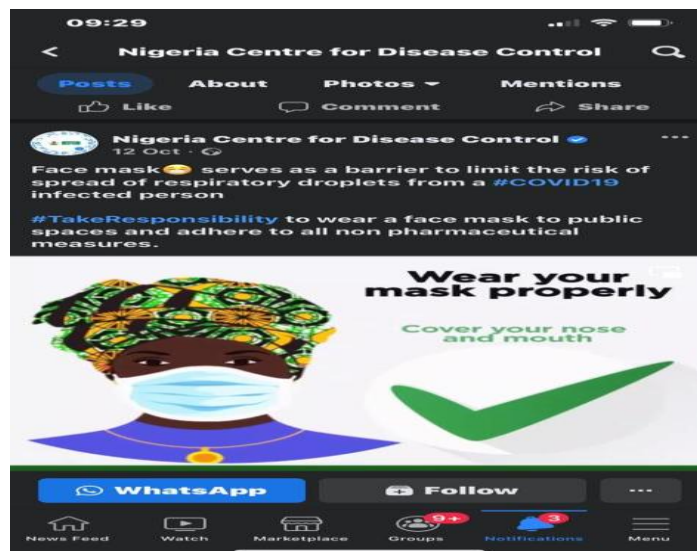 09:29
Nigeria Centre for Disease Control
Posts About Photos Mentions
Like Comment Share
Nigeria Centre for Disease Control
12 Oct ·
Face mask😷 serves as a barrier to limit the risk of
spread of respiratory droplets from a #COVID19
infected person
#TakeResponsibility to wear a face mask to public
spaces and adhere to all non pharmaceutical
measures.
Wear your
mask properly
Cover your nose
and mouth
WhatsApp Follow ...
9+ 3
News Feed Watch Marketplace Groups Notifications Menu